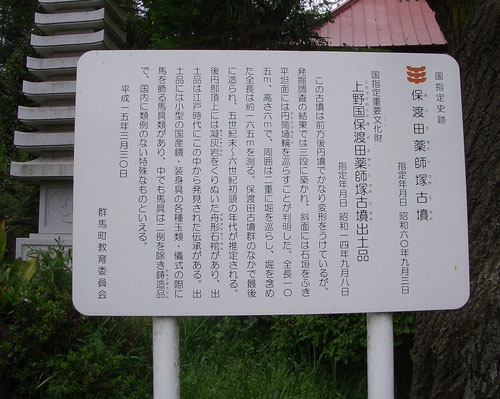 国指定史跡
保渡田薬師塚古墳
指定年月日 昭和六〇年九月三日
国指定重要文化財
上野国保渡田薬師塚古墳出土品
指定年月日 昭和一四年九月八日
この古墳は前方後円墳でかなり変形をうけているが、
発掘調査の結果では三段に築かれ、斜面には石垣をふき
平坦面には円筒埴輪を巡らすことが判明した。全長一〇
五m、高さ六mで、周囲は二重に堀を巡らし、堀を含め
た全長は約一六五mを測る。保渡田古墳群のなかで最後
に造られ、五世紀末〜六世紀初頭の年代が推定される。
後円部頂上には凝灰岩をくりぬいた舟形石棺があり、出
土品は江戸時代にこの中から発見された伝承がある。出
土品には小型の国産鏡・装身具の各種玉類・儀式の際に
馬を飾る馬具類があり、中でも馬具は二例を除き鋳造品
で、国内に類例のない特殊なものといえる。
平成一五年三月三〇日
群馬町教育委員会